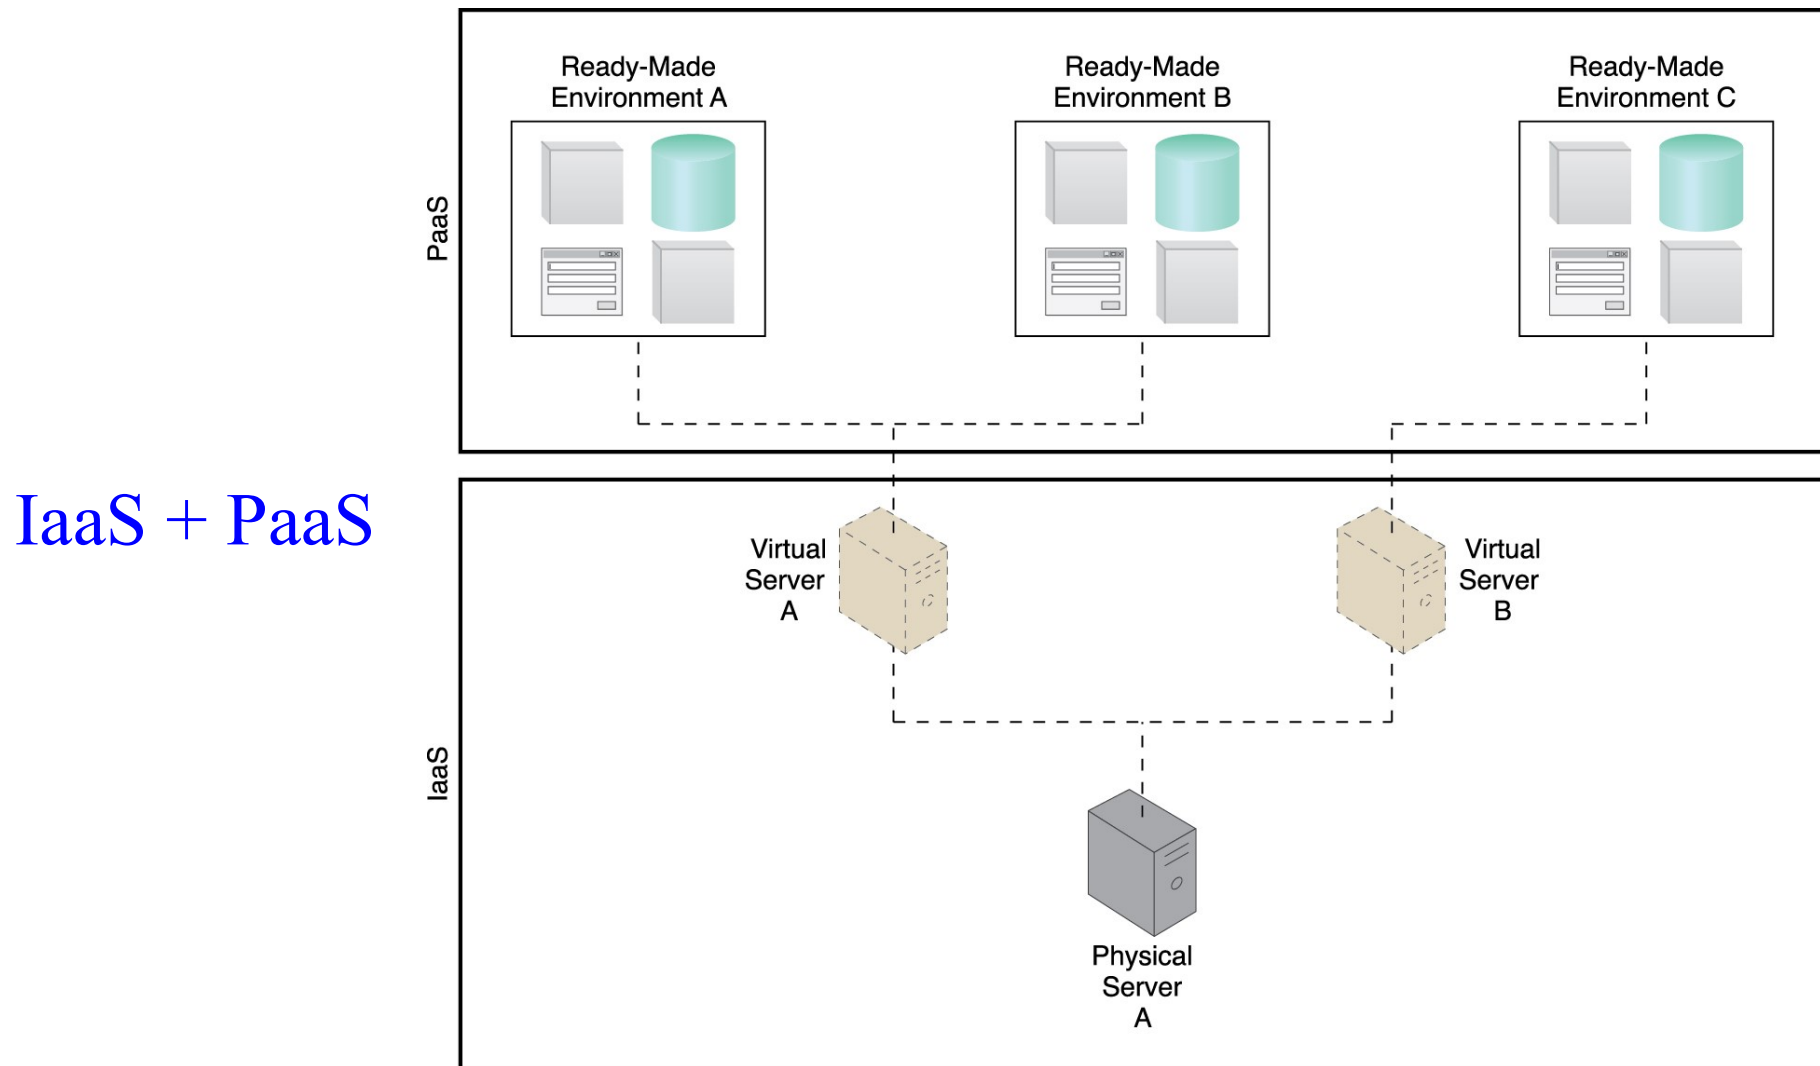 Ready-Made
Environment A
Ready-Made
Environment B
Ready-Made
Environment C
PaaS
IaaS + PaaS
Virtual
Server
A
Virtual
Server
B
IaaS
Physical
Server
A